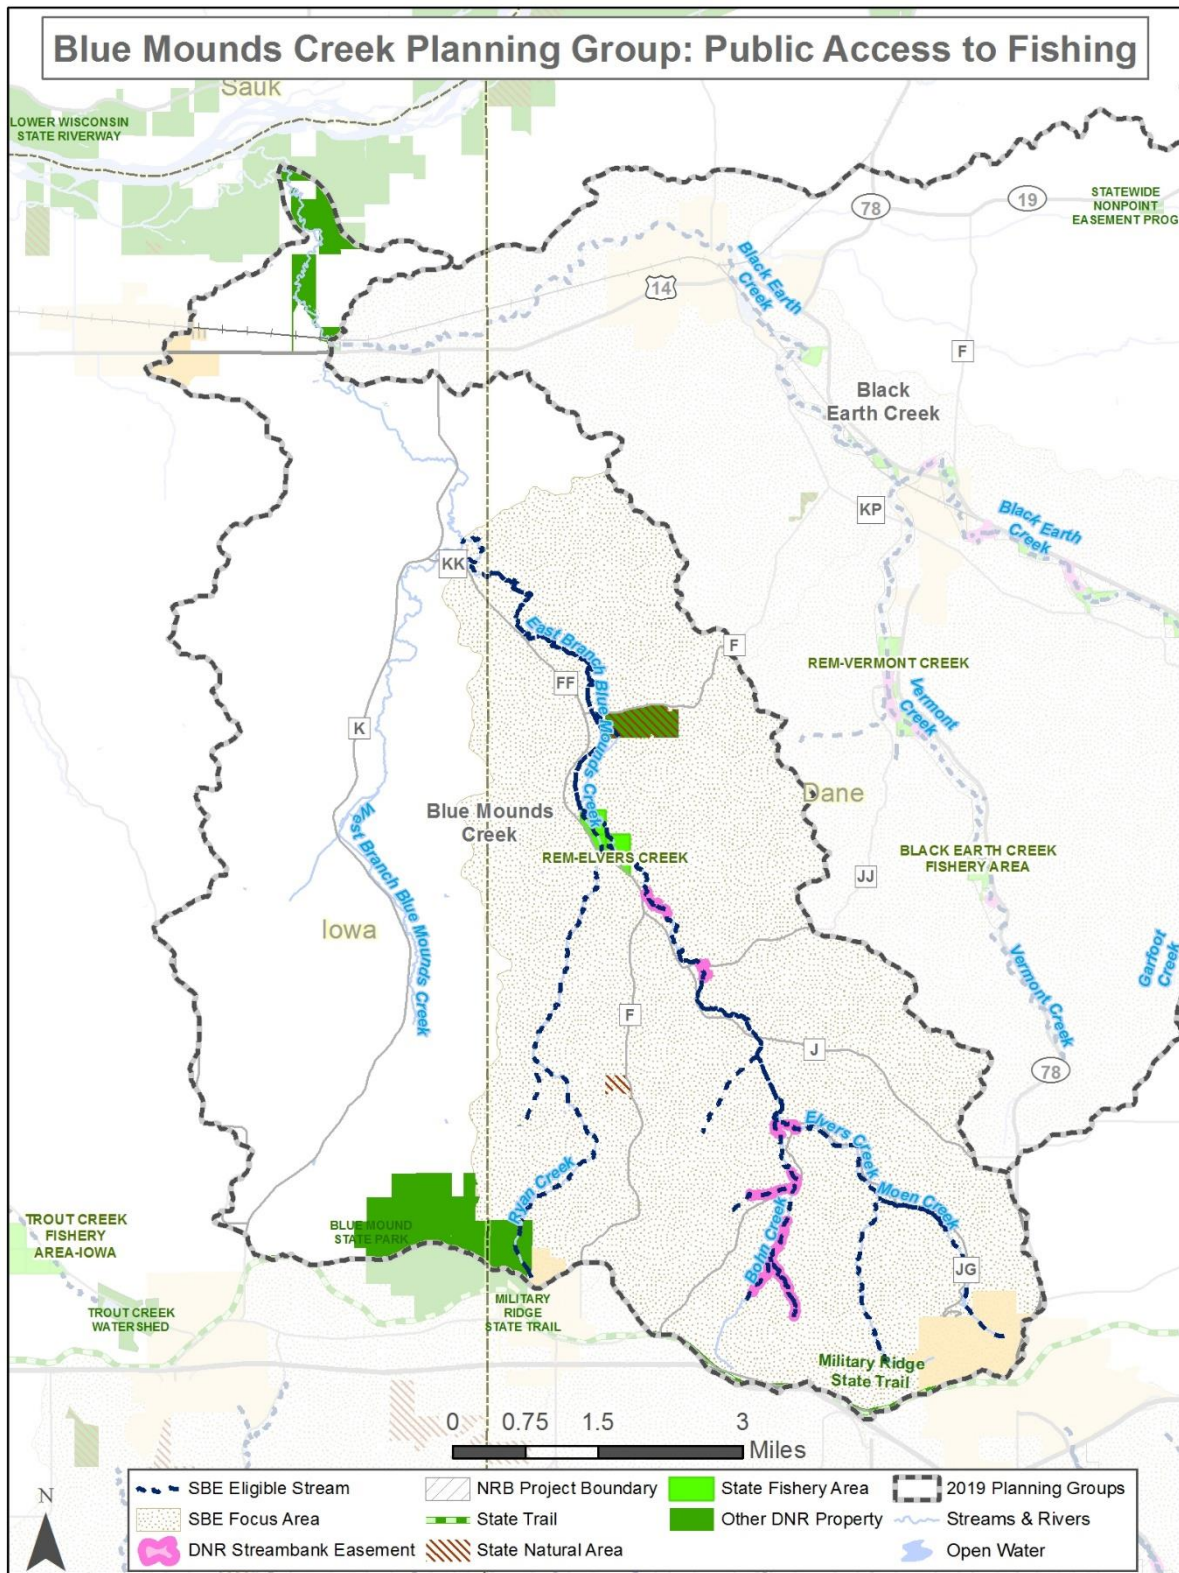 Blue Mounds Creek Planning Group: Public Access to Fishing
Sauk
LOWER WISCONSIN
STATE RIVERWAY
78
19
STATEWIDE
NONPOINT
EASEMENT PROG
14
Black Earth
Creek
F
Black
Earth Creek
KP
Black Earth
Creek
KK
East Branch Blue Mounds Creek
F
FF
REM-VERMONT CREEK
Vermont
Creek
K
Dane
Blue Mounds
Creek
West Branch Blue Mounds Creek
REM-ELVERS CREEK
BLACK EARTH CREEK
FISHERY AREA
JJ
Iowa
Vermont Creek
Garfoot
Creek
F
J
78
Elvers Creek
Moen Creek
Ryan Creek
Bohn Creek
TROUT CREEK
FISHERY
AREA-IOWA
BLUE MOUND
STATE PARK
JG
TROUT CREEK
WATERSHED
MILITARY
RIDGE
STATE TRAIL
Military Ridge
State Trail
0 0.75 1.5 3
Miles
N
SBE Eligible Stream
NRB Project Boundary
State Fishery Area
2019 Planning Groups
SBE Focus Area
State Trail
Other DNR Property
Streams & Rivers
DNR Streambank Easement
State Natural Area
Open Water